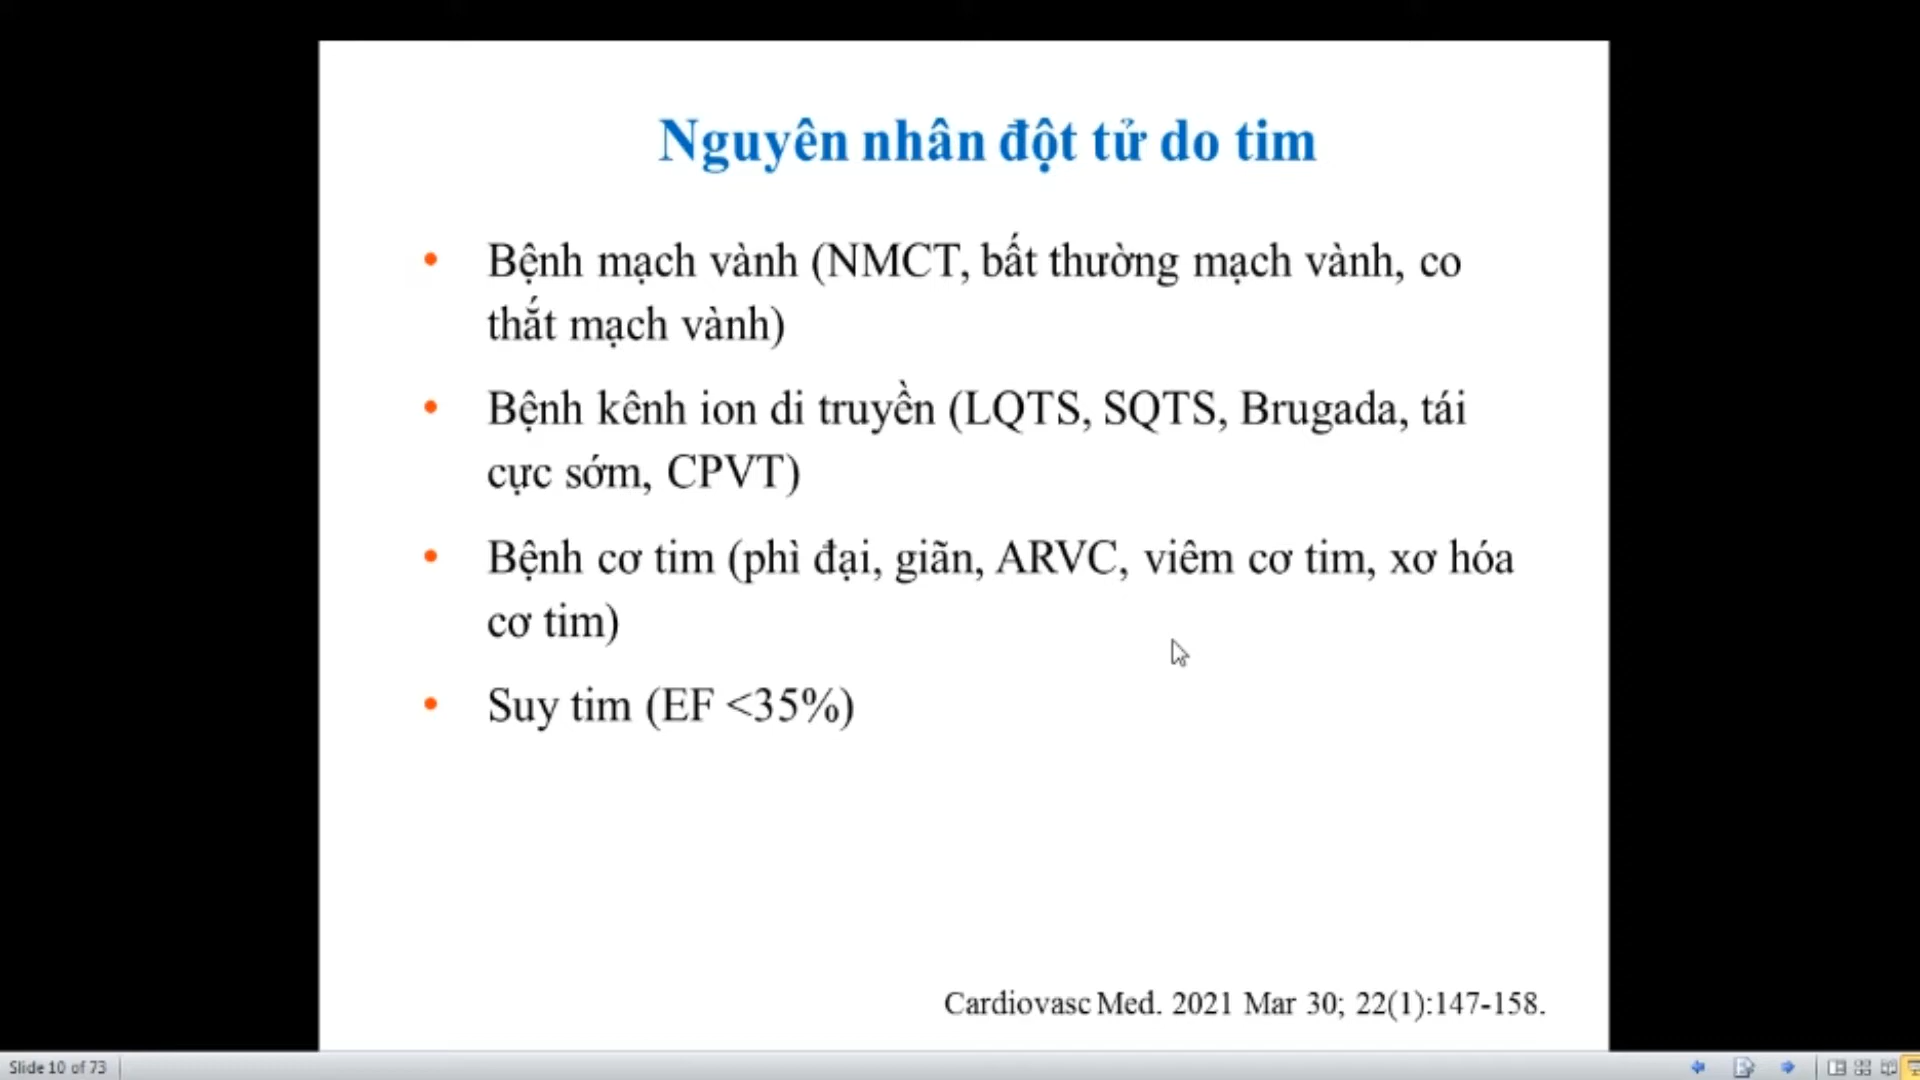 Nguyên nhân đột tử do tim
• Bệnh mạch vành (NMCT, bất thường mạch vành, co
thắt mạch vành)
• Bệnh kênh ion di truyền (LQTS, SQTS, Brugada, tái
cực sớm, CPVT)
• Bệnh cơ tim (phì đại, giãn, ARVC, viêm cơ tim, xơ hóa
cơ tim)
• Suy tim (EF <35%)
Cardiovasc Med. 2021 Mar 30; 22(1):147-158.
Slide 10 of 73